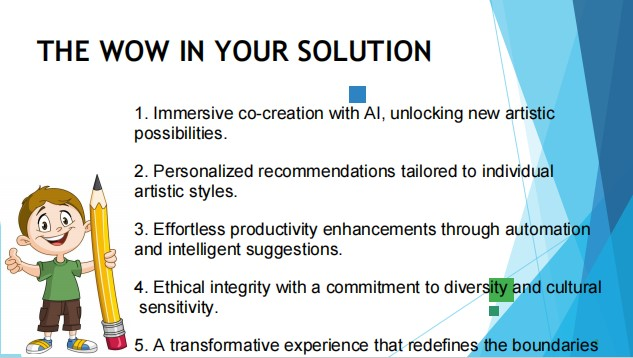 THE WOW IN YOUR SOLUTION
1. Immersive co-creation with AI, unlocking new artistic
possibilities.
2. Personalized recommendations tailored to individual
artistic styles.
3. Effortless productivity enhancements through automation
and intelligent suggestions.
4. Ethical integrity with a commitment to diversity and cultural
sensitivity.
5. A transformative experience that redefines the boundaries